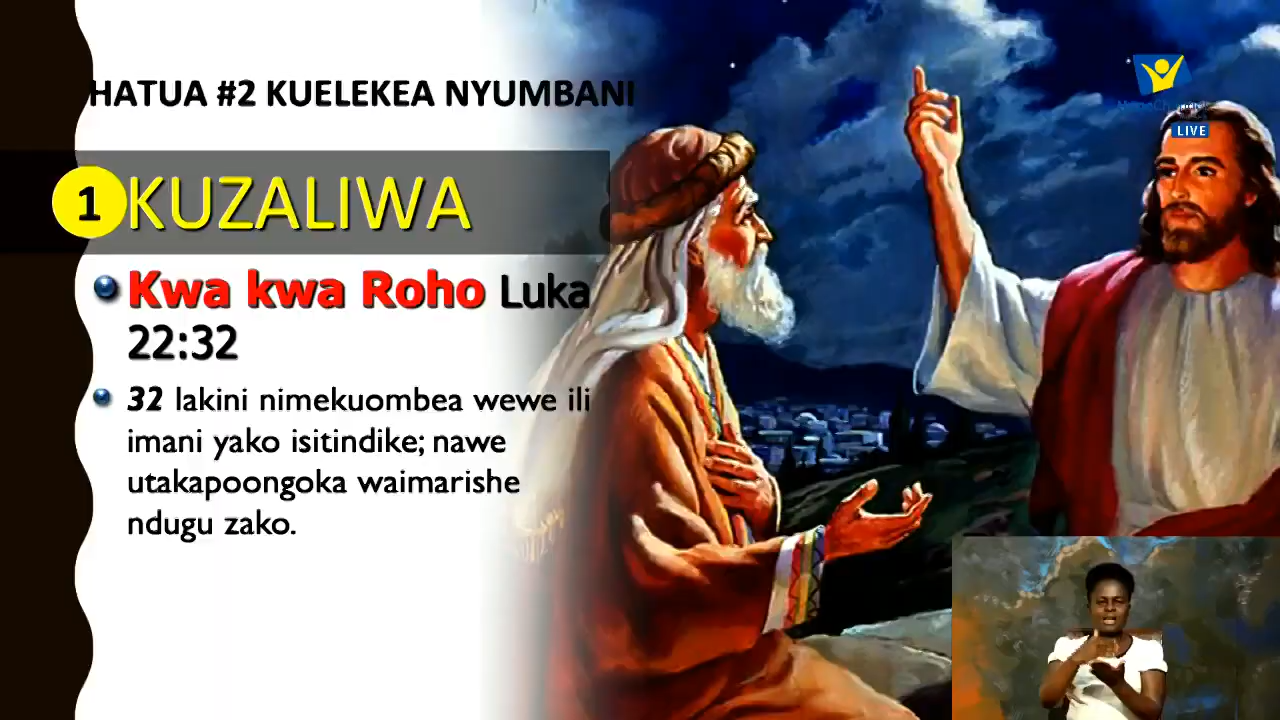 HATUA #2 KUELEKEA NYUMBANI
1 KUZALIWA
Kwa kwa Roho Luka
22:32
32 lakini nimekuombea wewe ili
imani yako isitindike; nawe
utakapoongoka waimarishe
ndugu zako.
LIVE